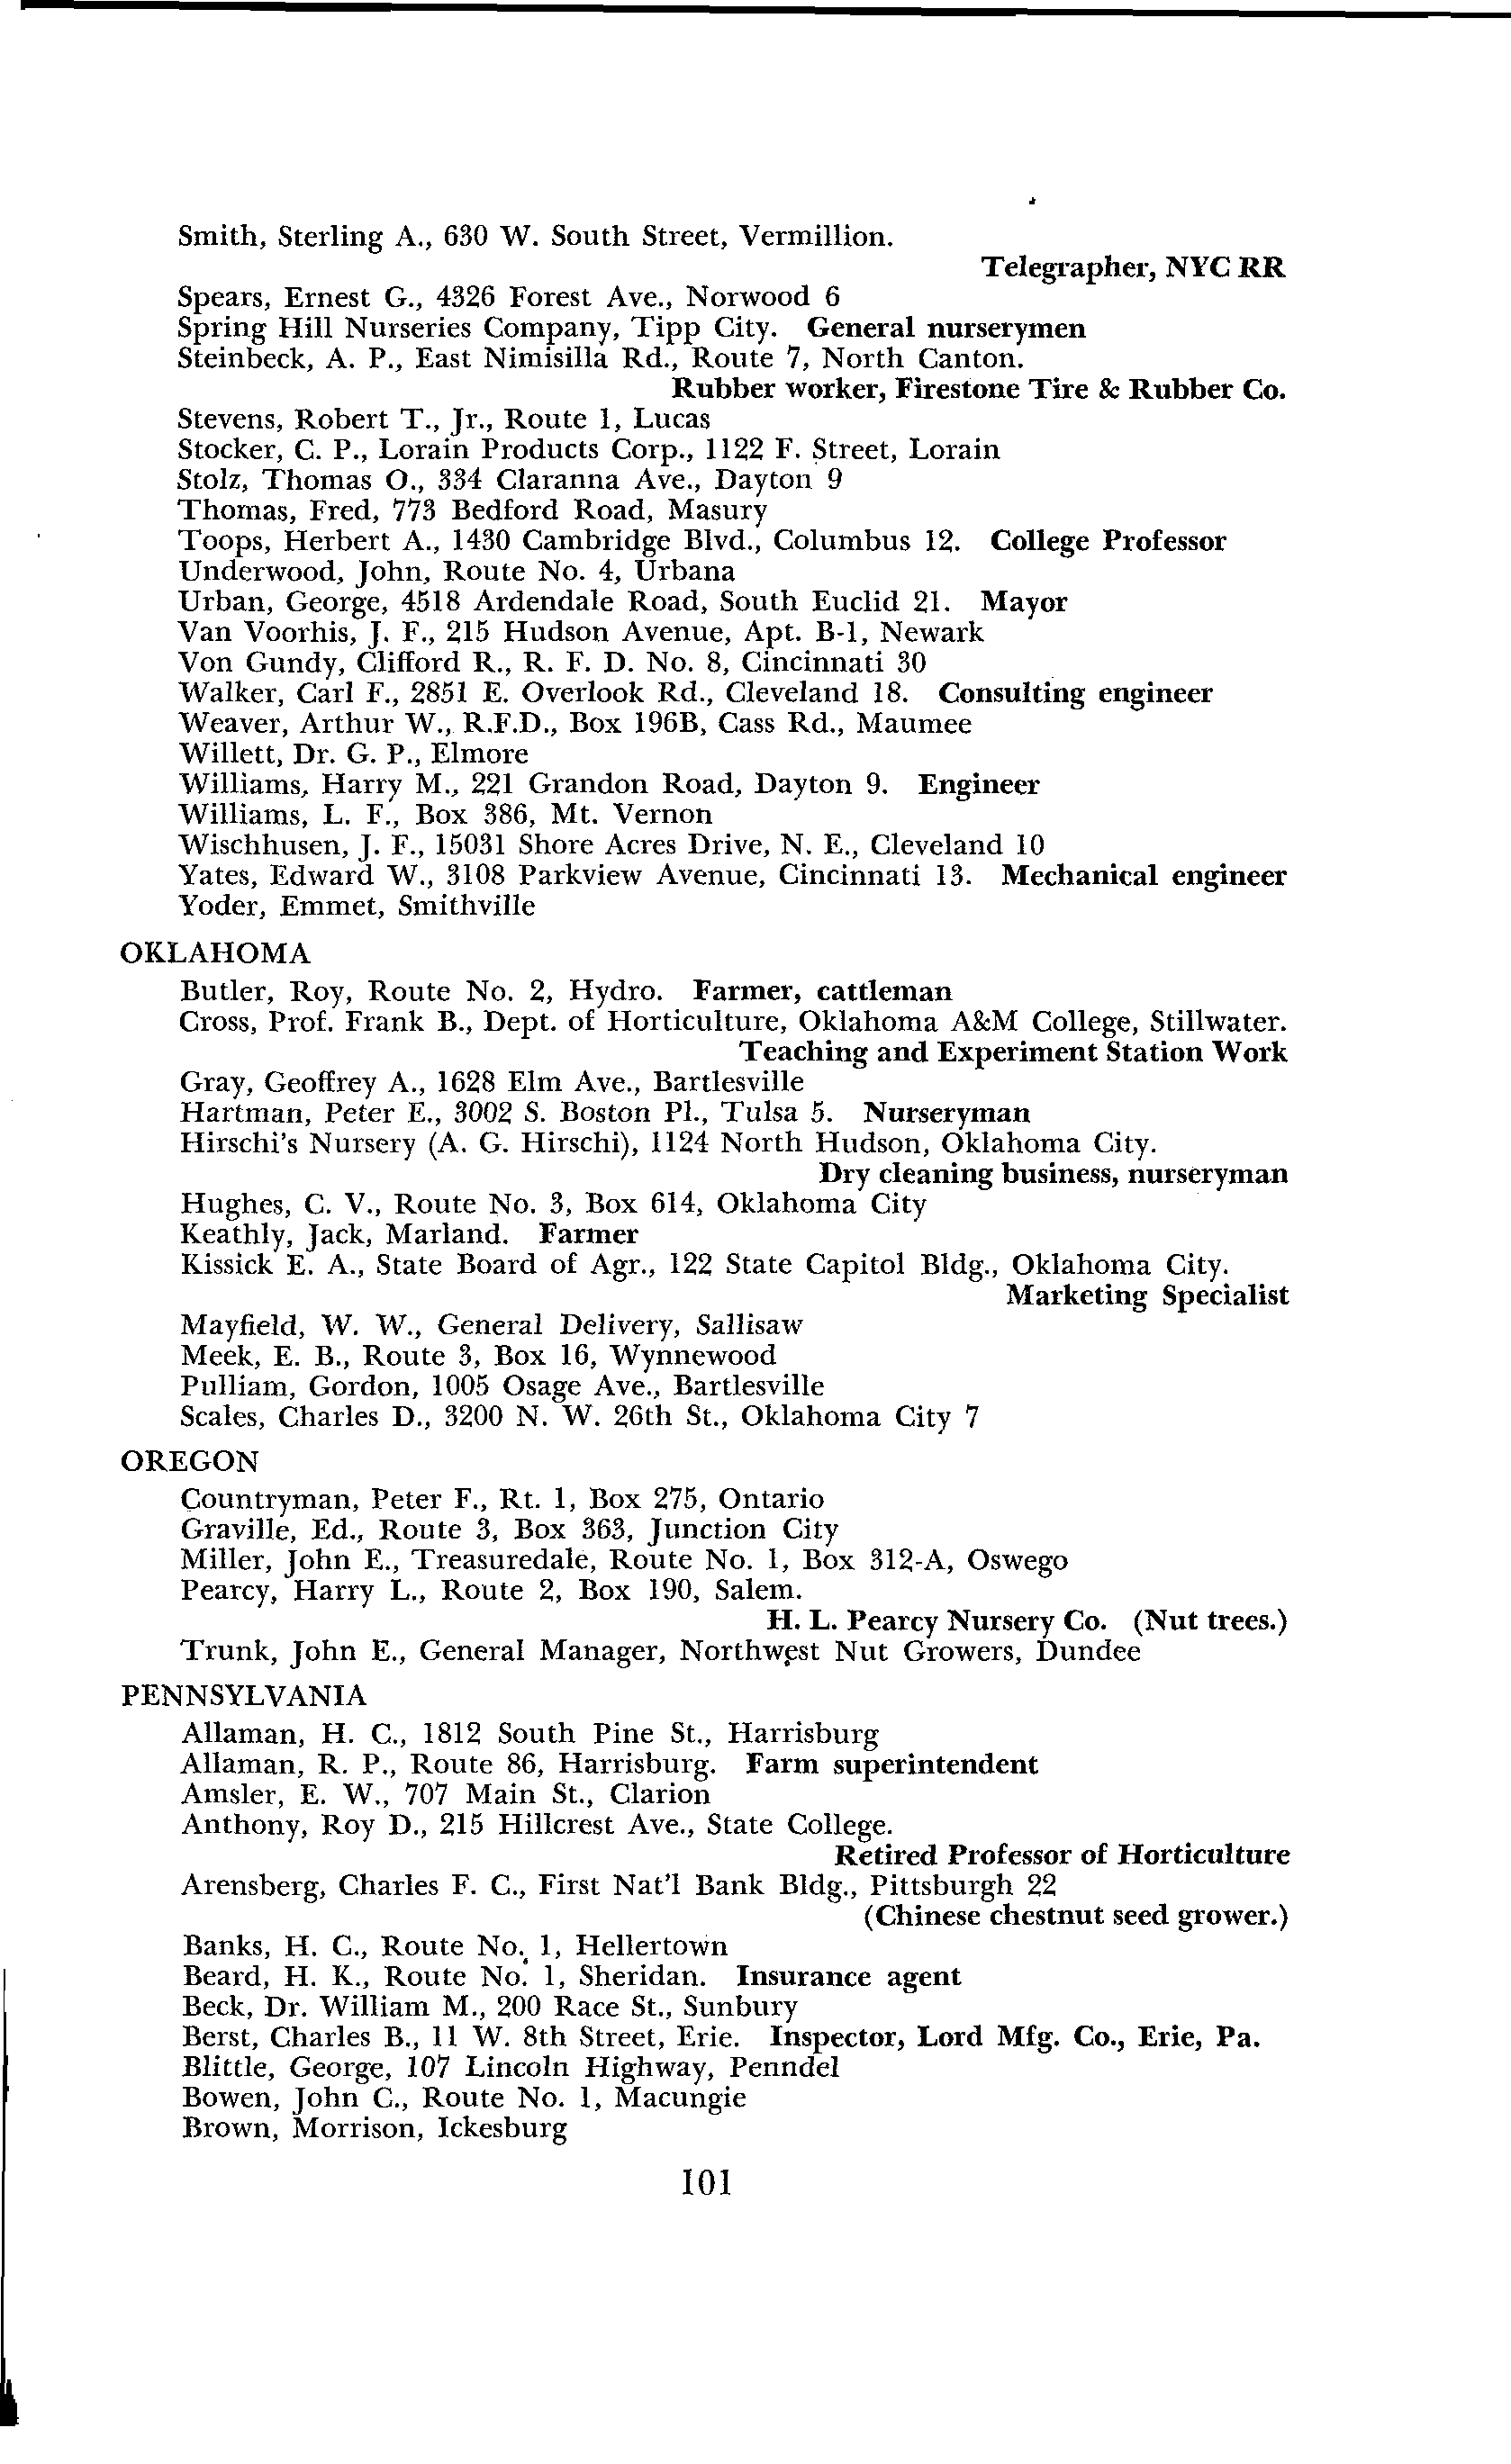 Smith, Sterling A., 630 W. South Street, Vermillion.
Telegrapher, NYC RR
Spears, Ernest G., 4326 Forest Ave., Norwood 6
Spring Hill Nurseries Company, Tipp City. General nurserymen
Steinbeck, A. P., East Nimisilla Rd., Route 7, North Canton.
Rubber worker, Firestone Tire & Rubber Co.
Stevens, Robert T., Jr., Route 1, Lucas
Stocker, C. P., Lorain Products Corp., 1122 F. Street, Lorain
Stolz, Thomas O., 334 Claranna Ave., Dayton 9
Thomas, Fred, 773 Bedford Road, Masury
Toops, Herbert A., 1430 Cambridge Blvd., Columbus 12. College Professor
Underwood, John, Route No. 4, Urbana
Urban, George, 4518 Ardendale Road, South Euclid 21. Mayor
Van Voorhis, J. F., 215 Hudson Avenue, Apt. B-1, Newark
Von Gundy, Clifford R., R. F. D. No. 8, Cincinnati 30
Walker, Carl F., 2851 E. Overlook Rd., Cleveland 18. Consulting engineer
Weaver, Arthur W., R.F.D., Box 196B, Cass Rd., Maumee
Willett, Dr. G. P., Elmore
Williams, Harry M., 221 Grandon Road, Dayton 9. Engineer
Williams, L. F., Box 386, Mt. Vernon
Wischhusen, J. F., 15031 Shore Acres Drive, N. E., Cleveland 10
Yates, Edward W., 3108 Parkview Avenue, Cincinnati 13. Mechanical engineer
Yoder, Emmet, Smithville
OKLAHOMA
Butler, Roy, Route No. 2, Hydro. Farmer, cattleman
Cross, Prof. Frank B., Dept. of Horticulture, Oklahoma A&M College, Stillwater.
Teaching and Experiment Station Work
Gray, Geoffrey A., 1628 Elm Ave., Bartlesville
Hartman, Peter E., 3002 S. Boston Pl., Tulsa 5. Nurseryman
Hirschi's Nursery (A. G. Hirschi), 1124 North Hudson, Oklahoma City.
Dry cleaning business, nurseryman
Hughes, C. V., Route No. 3, Box 614, Oklahoma City
Keathly, Jack, Marland. Farmer
Kissick E. A., State Board of Agr., 122 State Capitol Bldg., Oklahoma City.
Marketing Specialist
Mayfield, W. W., General Delivery, Sallisaw
Meek, E. B., Route 3, Box 16, Wynnewood
Pulliam, Gordon, 1005 Osage Ave., Bartlesville
Scales, Charles D., 3200 N. W. 26th St., Oklahoma City 7
OREGON
Countryman, Peter F., Rt. 1, Box 275, Ontario
Graville, Ed., Route 3, Box 363, Junction City
Miller, John E., Treasuredale, Route No. 1, Box 312-A, Oswego
Pearcy, Harry L., Route 2, Box 190, Salem.
H. L. Pearcy Nursery Co. (Nut trees.)
Trunk, John E., General Manager, Northwest Nut Growers, Dundee
PENNSYLVANIA
Allaman, H. C., 1812 South Pine St., Harrisburg
Allaman, R. P., Route 86, Harrisburg. Farm superintendent
Amsler, E. W., 707 Main St., Clarion
Anthony, Roy D., 215 Hillcrest Ave., State College.
Retired Professor of Horticulture
Arensberg, Charles F. C., First Nat'l Bank Bldg., Pittsburgh 22
(Chinese chestnut seed grower.)
Banks, H. C., Route No. 1, Hellertown
Beard, H. K., Route No. 1, Sheridan. Insurance agent
Beck, Dr. William M., 200 Race St., Sunbury
Berst, Charles B., 11 W. 8th Street, Erie. Inspector, Lord Mfg. Co., Erie, Pa.
Blittle, George, 107 Lincoln Highway, Penndel
Bowen, John C., Route No. 1, Macungie
Brown, Morrison, Ickesburg
101